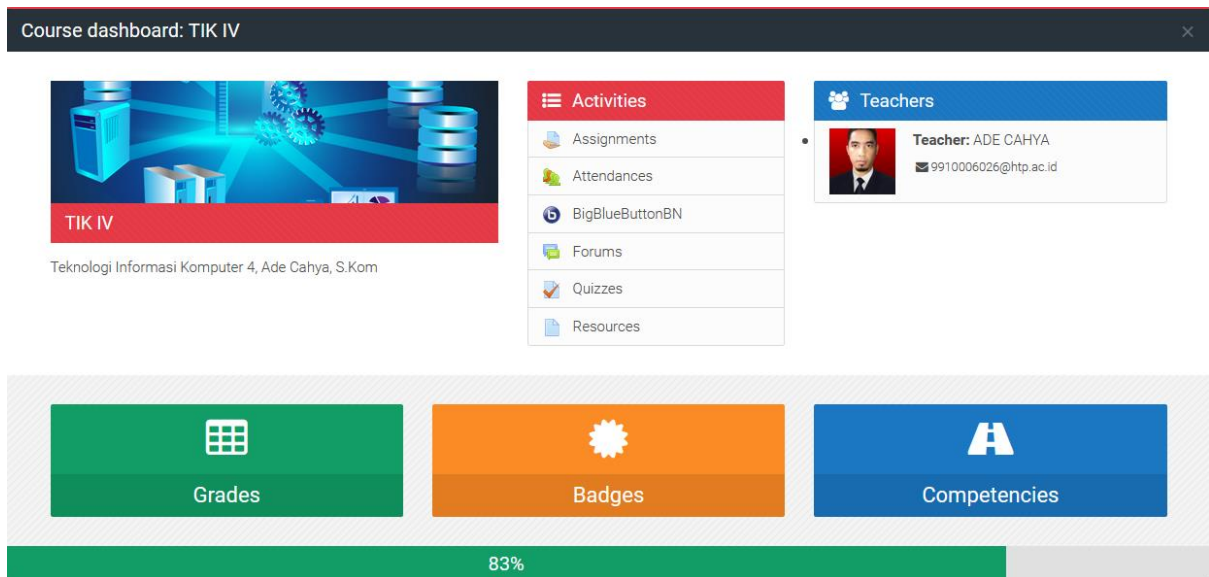 Course dashboard: TIK IV
×
TIK IV
Teknologi Informasi Komputer 4, Ade Cahya, S.Kom
Activities
Assignments
Attendances
BigBlueButtonBN
Forums
Quizzes
Resources
Teachers
Teacher: ADE CAHYA
9910006026@htp.ac.id
Grades
Badges
Competencies
83%